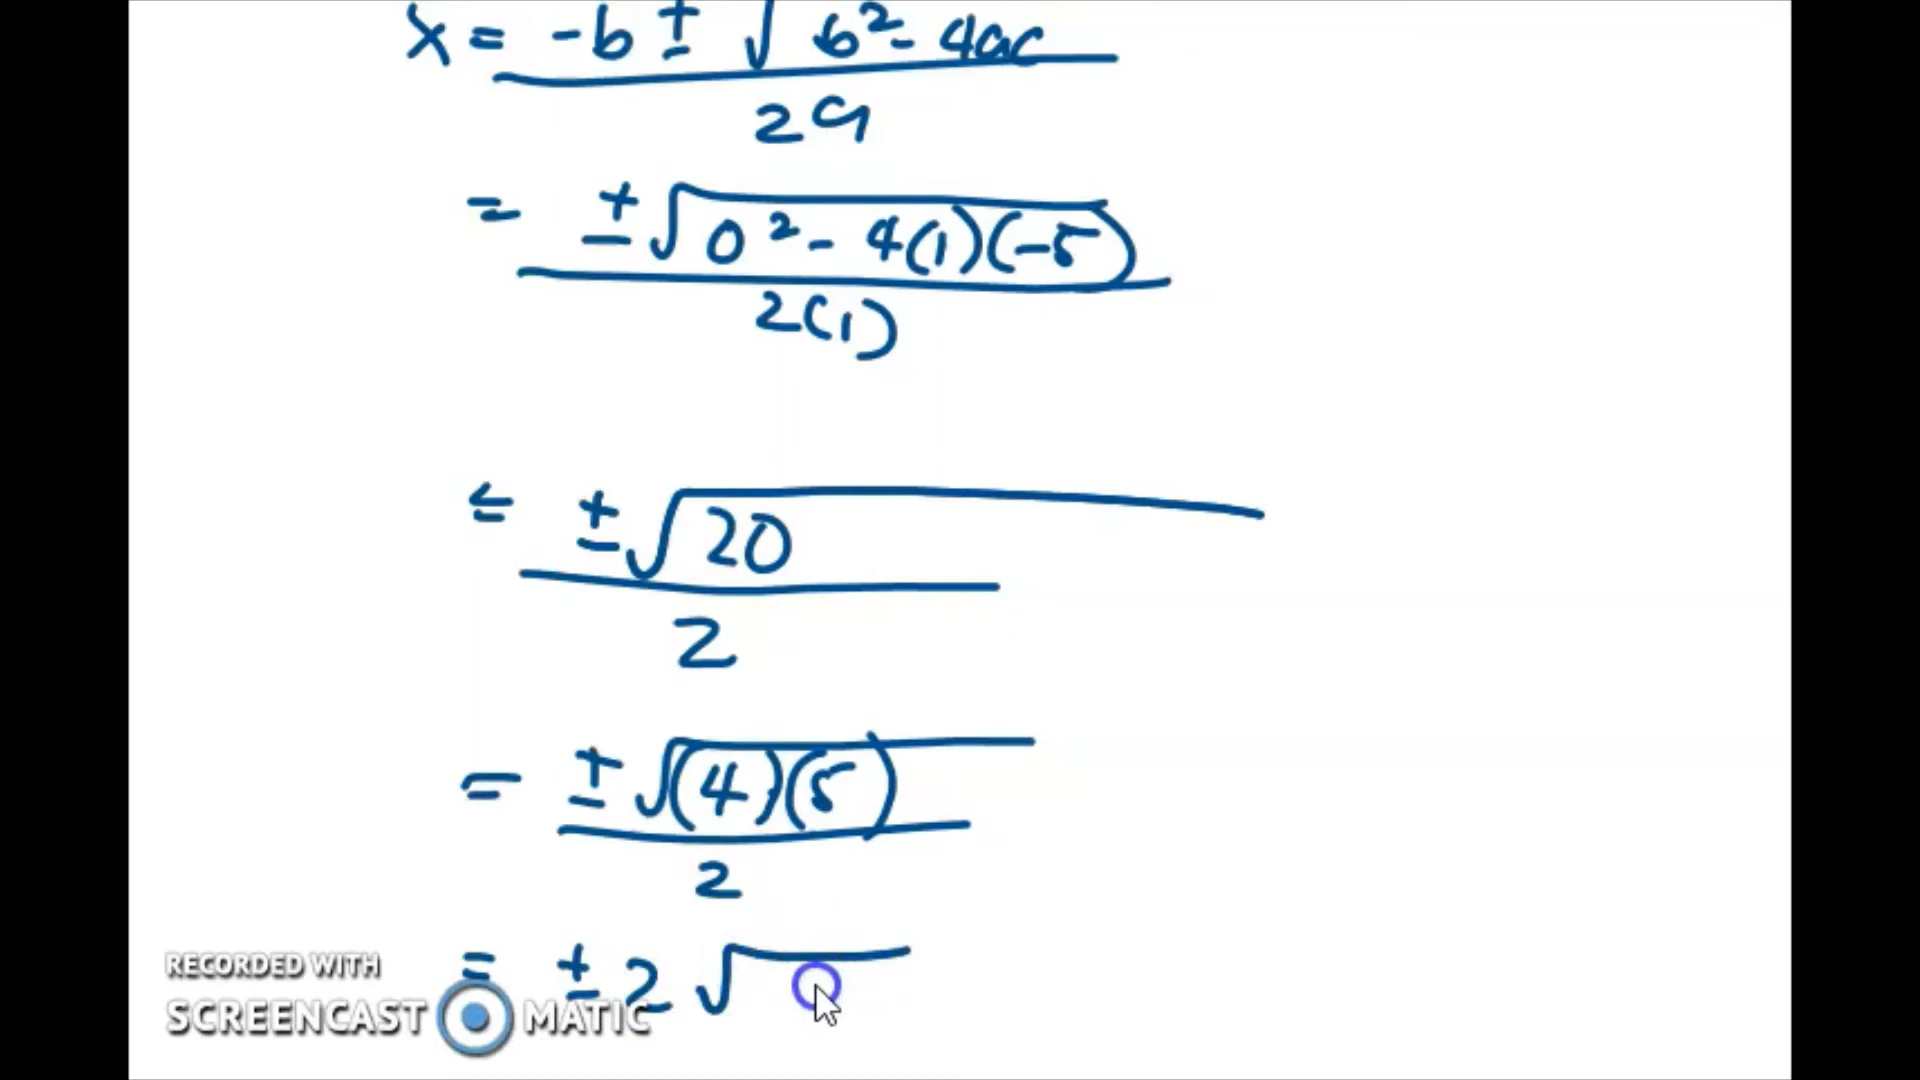 x = -b ± √ b² - 4ac
2a
= ± √ 0² - 4(1)(-5)
2(1)
= ± √ 20
2
= ± √ (4)(5)
2
= ± 2 √
RECORDED WITH
SCREENCAST MATIC